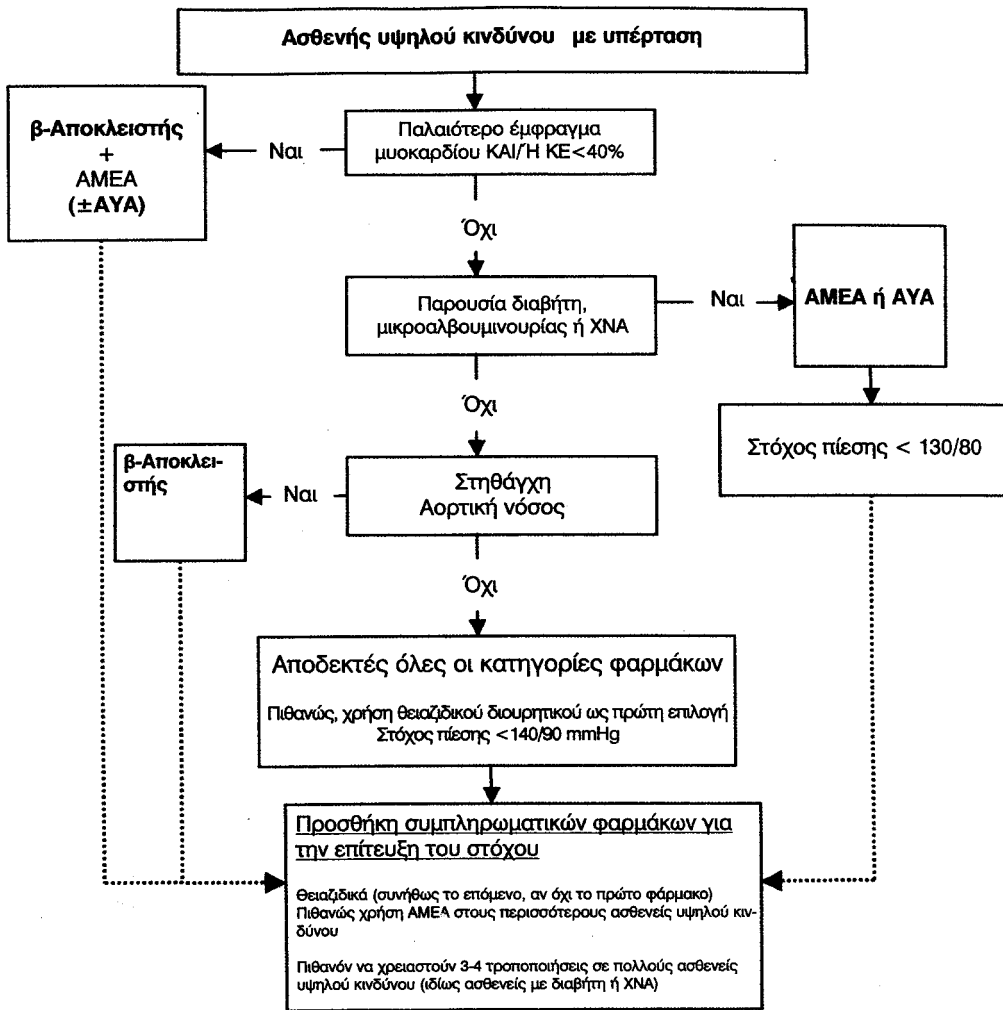 Ασθενής υψηλού κινδύνου με υπέρταση
β-Αποκλειστής
+
ΑΜΕΑ
(±ΑΥΑ)
Ναι
Παλαιότερο έμφραγμα
μυοκαρδίου ΚΑΙ/Ή ΚΕ<40%
Όχι
Παρουσία διαβήτη,
μικροαλβουμινουρίας ή ΧΝΑ
Ναι
ΑΜΕΑ ή ΑΥΑ
Όχι
Στόχος πίεσης < 130/80
β-Αποκλει-
στής
Ναι
Στηθάγχη
Αορτική νόσος
Όχι
Αποδεκτές όλες οι κατηγορίες φαρμάκων
Πιθανώς, χρήση θειαζιδικού διουρητικού ως πρώτη επιλογή
Στόχος πίεσης <140/90 mmHg
Προσθήκη συμπληρωματικών φαρμάκων για
την επίτευξη του στόχου
Θειαζιδικά (συνήθως το επόμενο, αν όχι το πρώτο φάρμακο)
Πιθανώς χρήση ΑΜΕΑ στους περισσότερους ασθενείς υψηλού κιν-
δύνου
Πιθανόν να χρειαστούν 3-4 τροποποιήσεις σε πολλούς ασθενείς
υψηλού κινδύνου (ιδίως ασθενείς με διαβήτη ή ΧΝΑ)